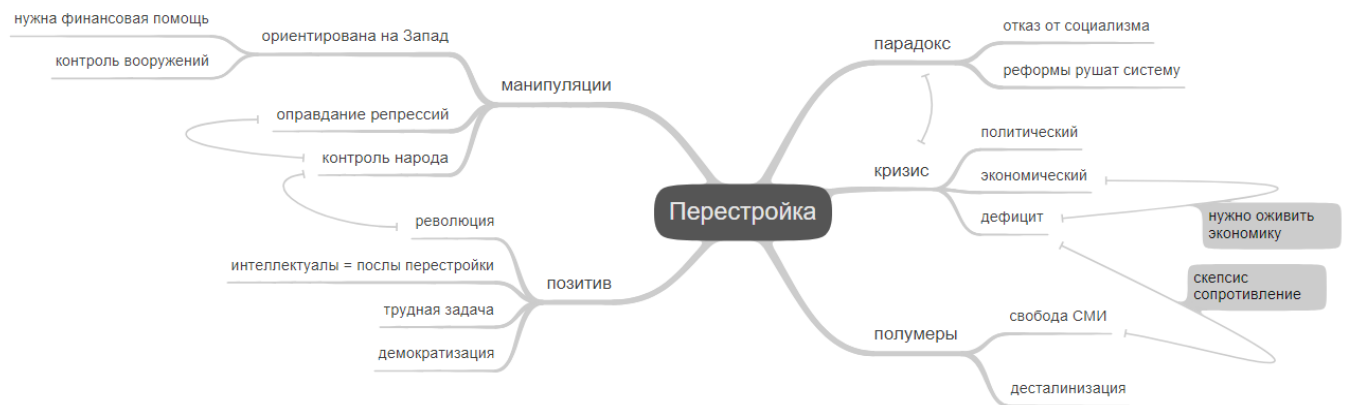 нужна финансовая помощь
контроль вооружений
ориентирована на Запад
оправдание репрессий
контроль народа
манипуляции
революция
интеллектуалы = послы перестройки
трудная задача
демократизация
позитив
Перестройка
парадокс
отказ от социализма
реформы рушат систему
кризис
политический
экономический
дефицит
нужно оживить
экономику
скепсис
сопротивление
полумеры
свобода СМИ
десталинизация